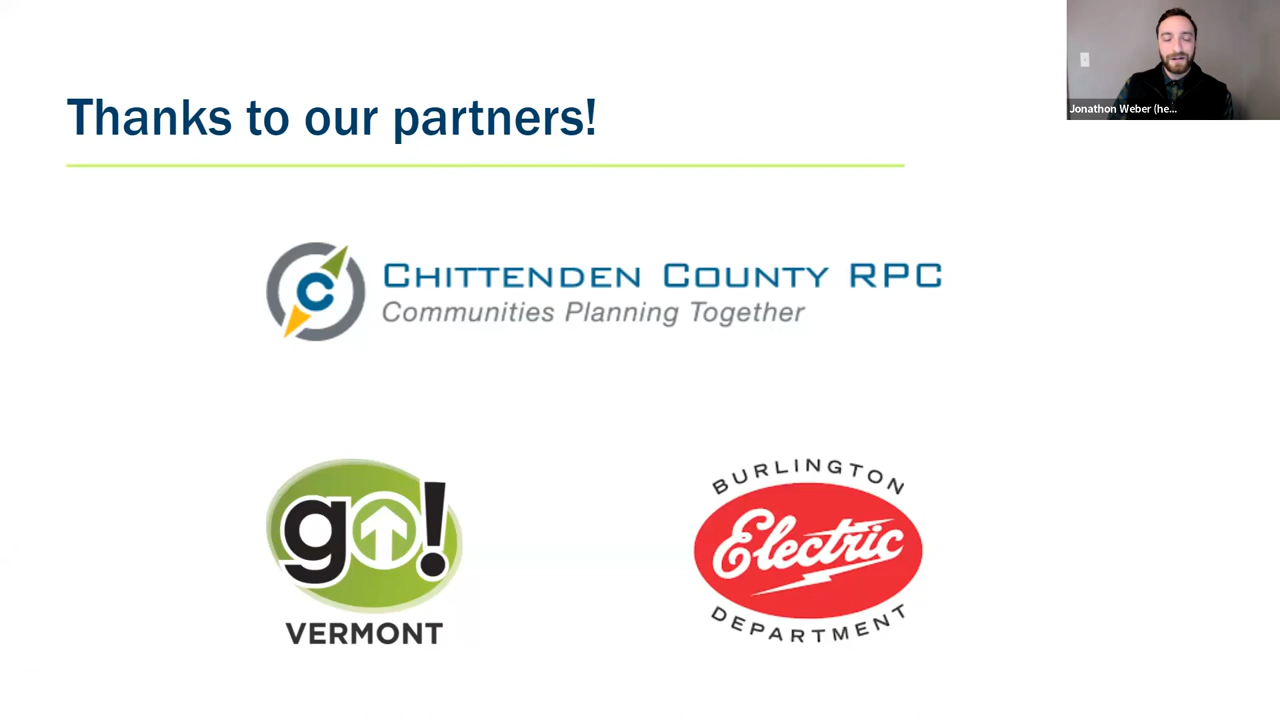 Thanks to our partners!
Jonathon Weber (he...
C
CHITTENDEN COUNTY RPC
Communities Planning Together
go!
VERMONT
BURLINGTON
Electric
DEPARTMENT